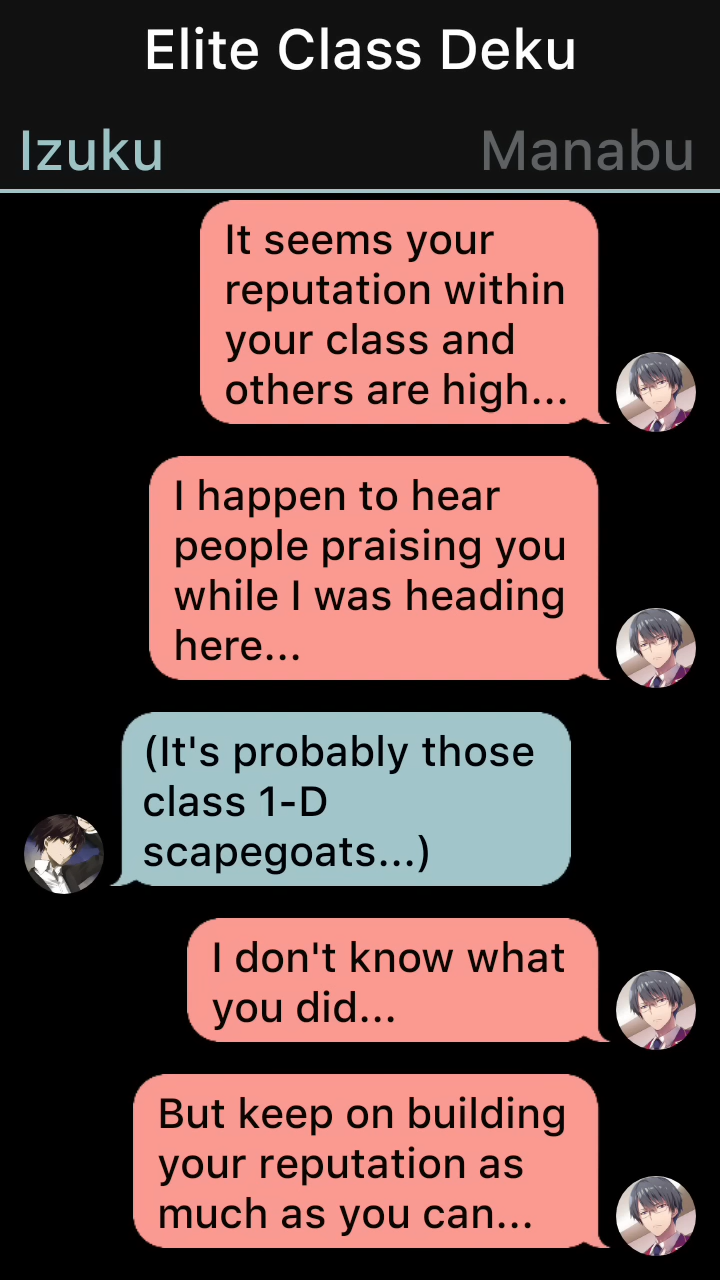 Elite Class Deku
Izuku
Manabu
It seems your
reputation within
your class and
others are high...
I happen to hear
people praising you
while I was heading
here...
(It's probably those
class 1-D
scapegoats...)
I don't know what
you did...
But keep on building
your reputation as
much as you can...